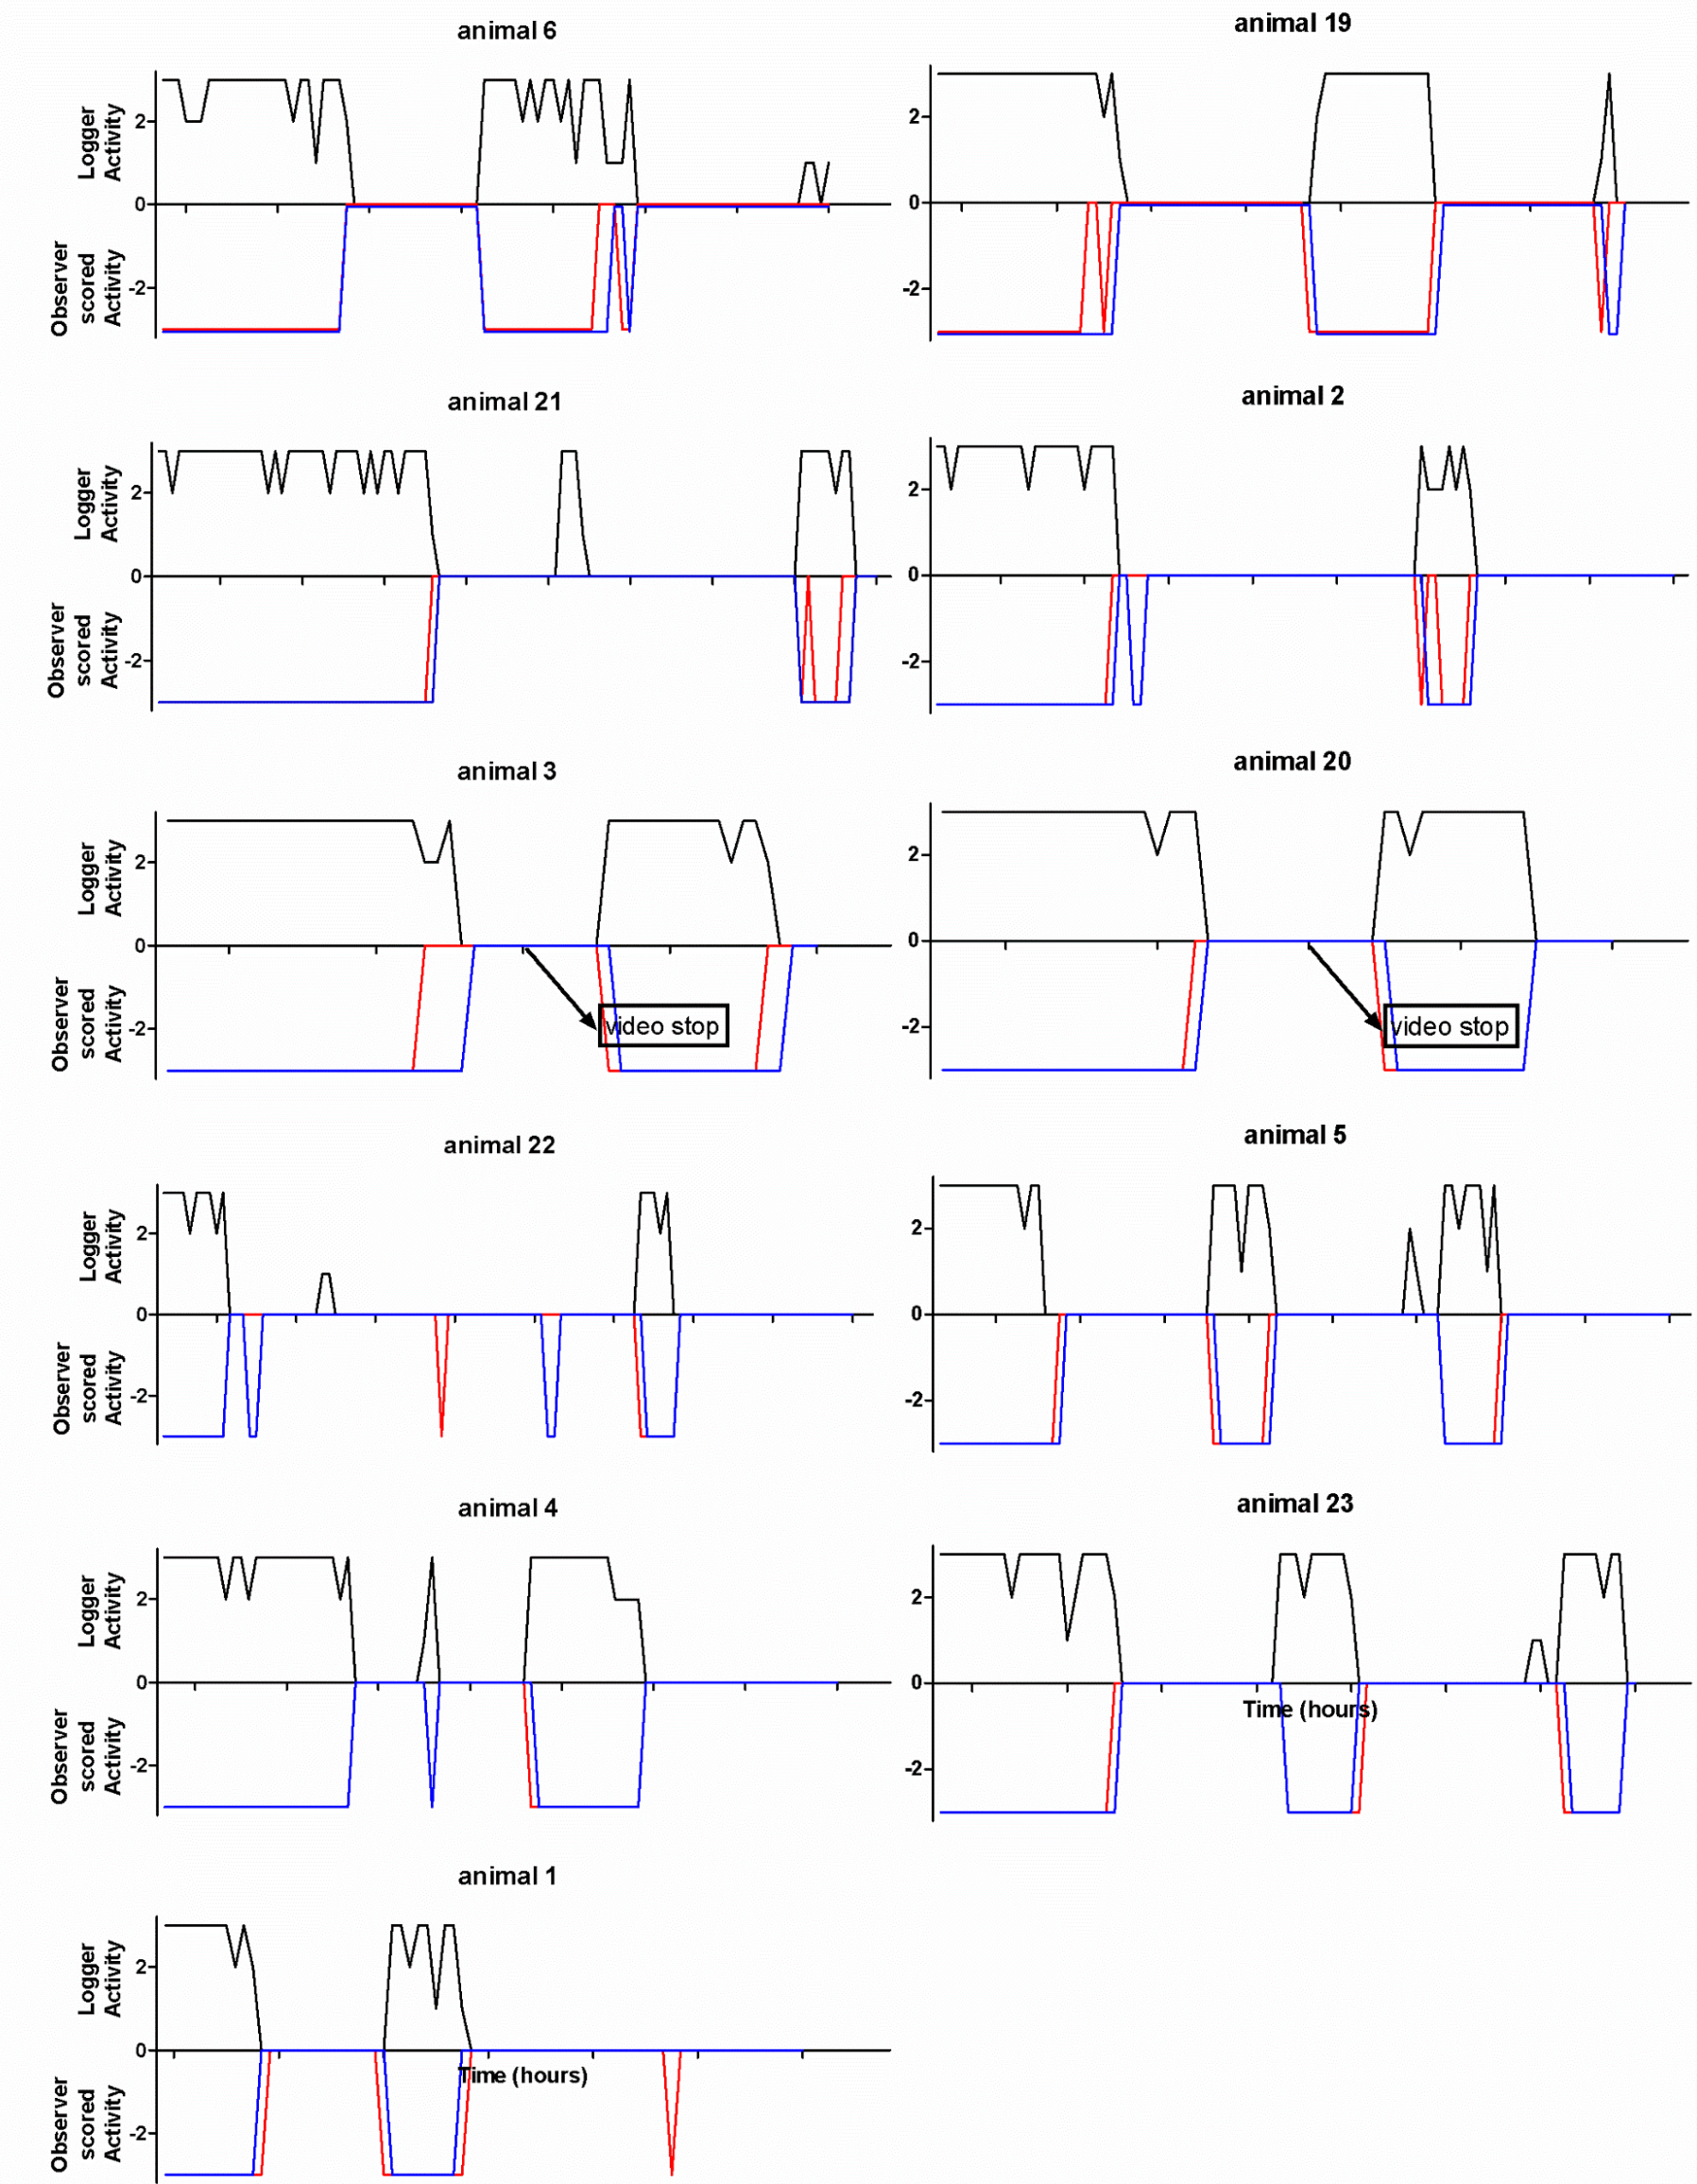 animal 6
Logger
Activity
2
0
-2
Observer
scored
Activity
animal 19
2
0
-2
animal 21
Logger
Activity
2
0
-2
Observer
scored
Activity
animal 2
2
0
-2
animal 3
Logger
Activity
2
0
-2
Observer
scored
Activity
video stop
animal 20
2
0
-2
video stop
animal 22
Logger
Activity
2
0
-2
Observer
scored
Activity
animal 5
2
0
-2
animal 4
Logger
Activity
2
0
-2
Observer
scored
Activity
animal 23
2
0
-2
Time (hours)
animal 1
Logger
Activity
2
0
-2
Observer
scored
Activity
Time (hours)